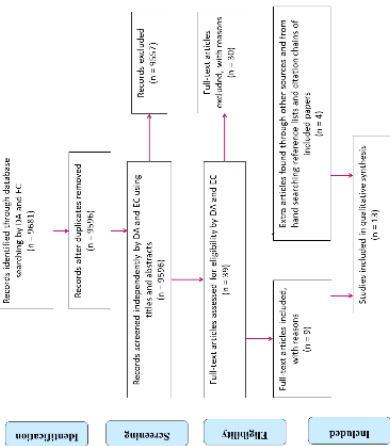 Records identified through database
searching by DA and EC
(n – 9681)
Records after duplicates removed
(n – 9596)
Records screened independently by DA and EC using
titles and abstracts
(n – 9596)
Records excluded
(n = 9557)
Full-text articles assessed for eligibility by DA and EC
(n = 39)
Full-text articles
excluded, with reasons
(n = 30)
Full text articles included,
with reasons
(n = 9)
Extra articles found through other sources and from
hand searching reference lists and citation chains of
included papers
(n = 4)
Studies included in qualitative synthesis
(n = 13)
Identification
Screening
Eligibility
Included